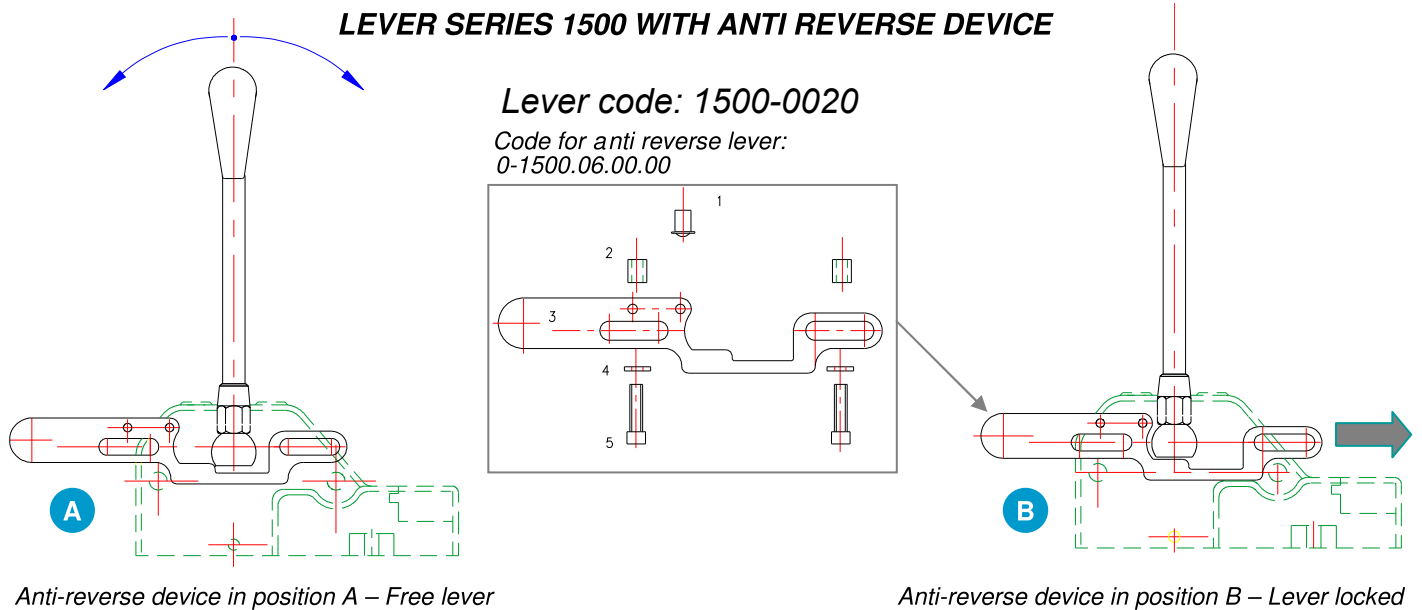 LEVER SERIES 1500 WITH ANTI REVERSE DEVICE
Lever code: 1500-0020
Code for anti reverse lever:
0-1500.06.00.00
1
2
3
4
5
A
B
Anti-reverse device in position A – Free lever
Anti-reverse device in position B – Lever locked